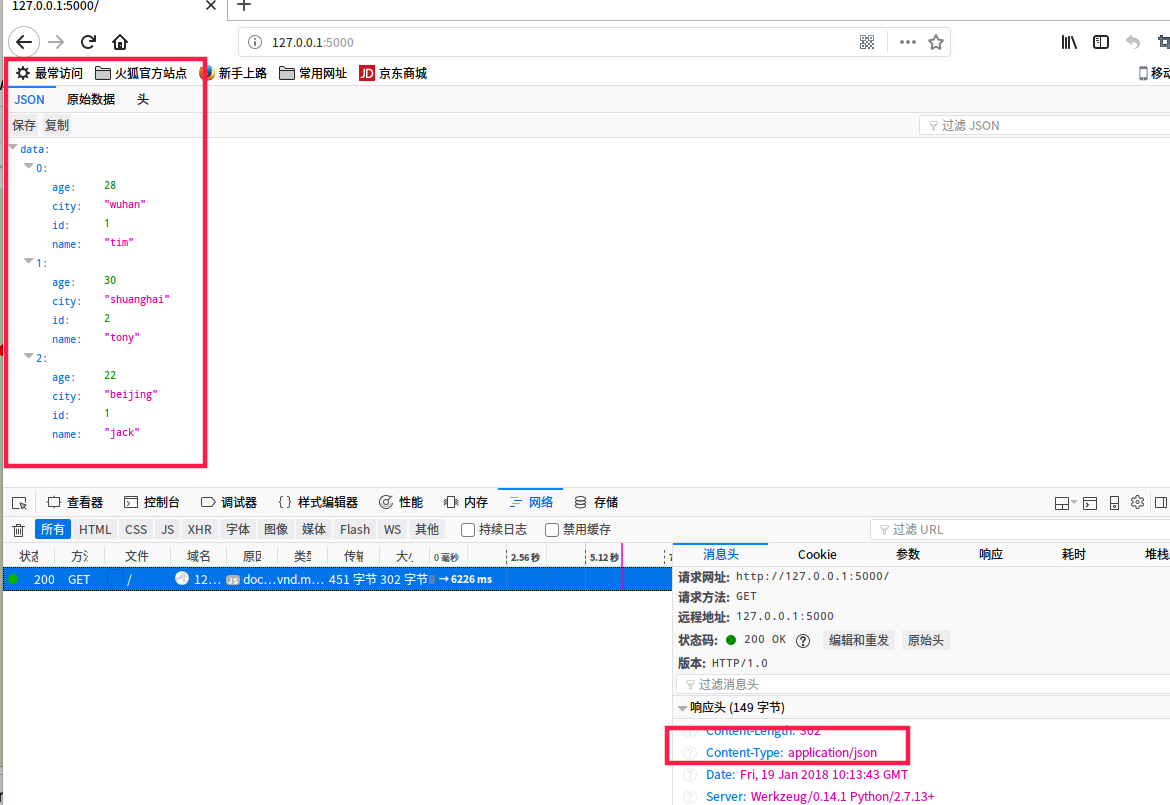 127.0.0.1:5000/
127.0.0.1:5000
最常访问 火狐官方站点 新手上路 常用网址 JD 京东商城 移动
JSON 原始数据 头
保存 复制 过滤 JSON
data:
0:
age: 28
city: "wuhan"
id: 1
name: "tim"
1:
age: 30
city: "shuanghai"
id: 2
name: "tony"
2:
age: 22
city: "beijing"
id: 1
name: "jack"
查看器 控制台 调试器 {} 样式编辑器 性能 内存 网络 存储
所有 HTML CSS JS XHR 字体 图像 媒体 Flash WS 其他 持续日志 禁用缓存 过滤 URL
文件 域名 0 毫秒 2.56 秒 5.12 秒
消息头 Cookie 参数 响应 耗时 堆栈
200 GET / 12... JS doc... vnd.m... 451 字节 302 字节 → 6226 ms
请求网址: http://127.0.0.1:5000/
请求方法: GET
远程地址: 127.0.0.1:5000
状态码: 200 OK ? 编辑和重发 原始头
版本: HTTP/1.0
过滤消息头
响应头 (149 字节)
Content-Length: 302
Content-Type: application/json
Date: Fri, 19 Jan 2018 10:13:43 GMT
Server: Werkzeug/0.14.1 Python/2.7.13+